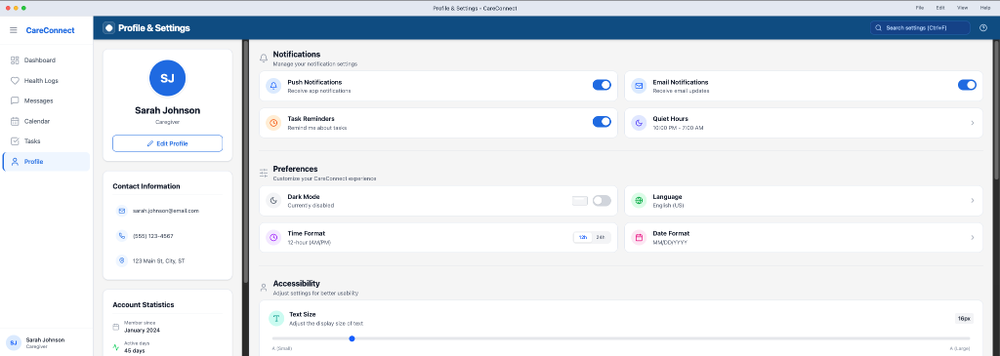 Profile & Settings - CareConnect
File Edit View Help
CareConnect
Profile & Settings
Search settings (Ctrl+F)
Dashboard
Health Logs
Messages
Calendar
Tasks
Profile
SJ
Sarah Johnson
Caregiver
SJ
Sarah Johnson
Caregiver
Edit Profile
Contact Information
sarah.johnson@email.com
(555) 123-4567
123 Main St, City, ST
Account Statistics
Member since
January 2024
Active days
45 days
Notifications
Manage your notification settings
Push Notifications
Receive app notifications
Email Notifications
Receive email updates
Task Reminders
Remind me about tasks
Quiet Hours
10:00 PM - 7:00 AM
Preferences
Customize your CareConnect experience
Dark Mode
Currently disabled
Language
English (US)
Time Format
12-hour (AM/PM)
12h 24h
Date Format
MM/DD/YYYY
Accessibility
Adjust settings for better usability
Text Size
Adjust the display size of text
16px
A (Small)
A (Large)